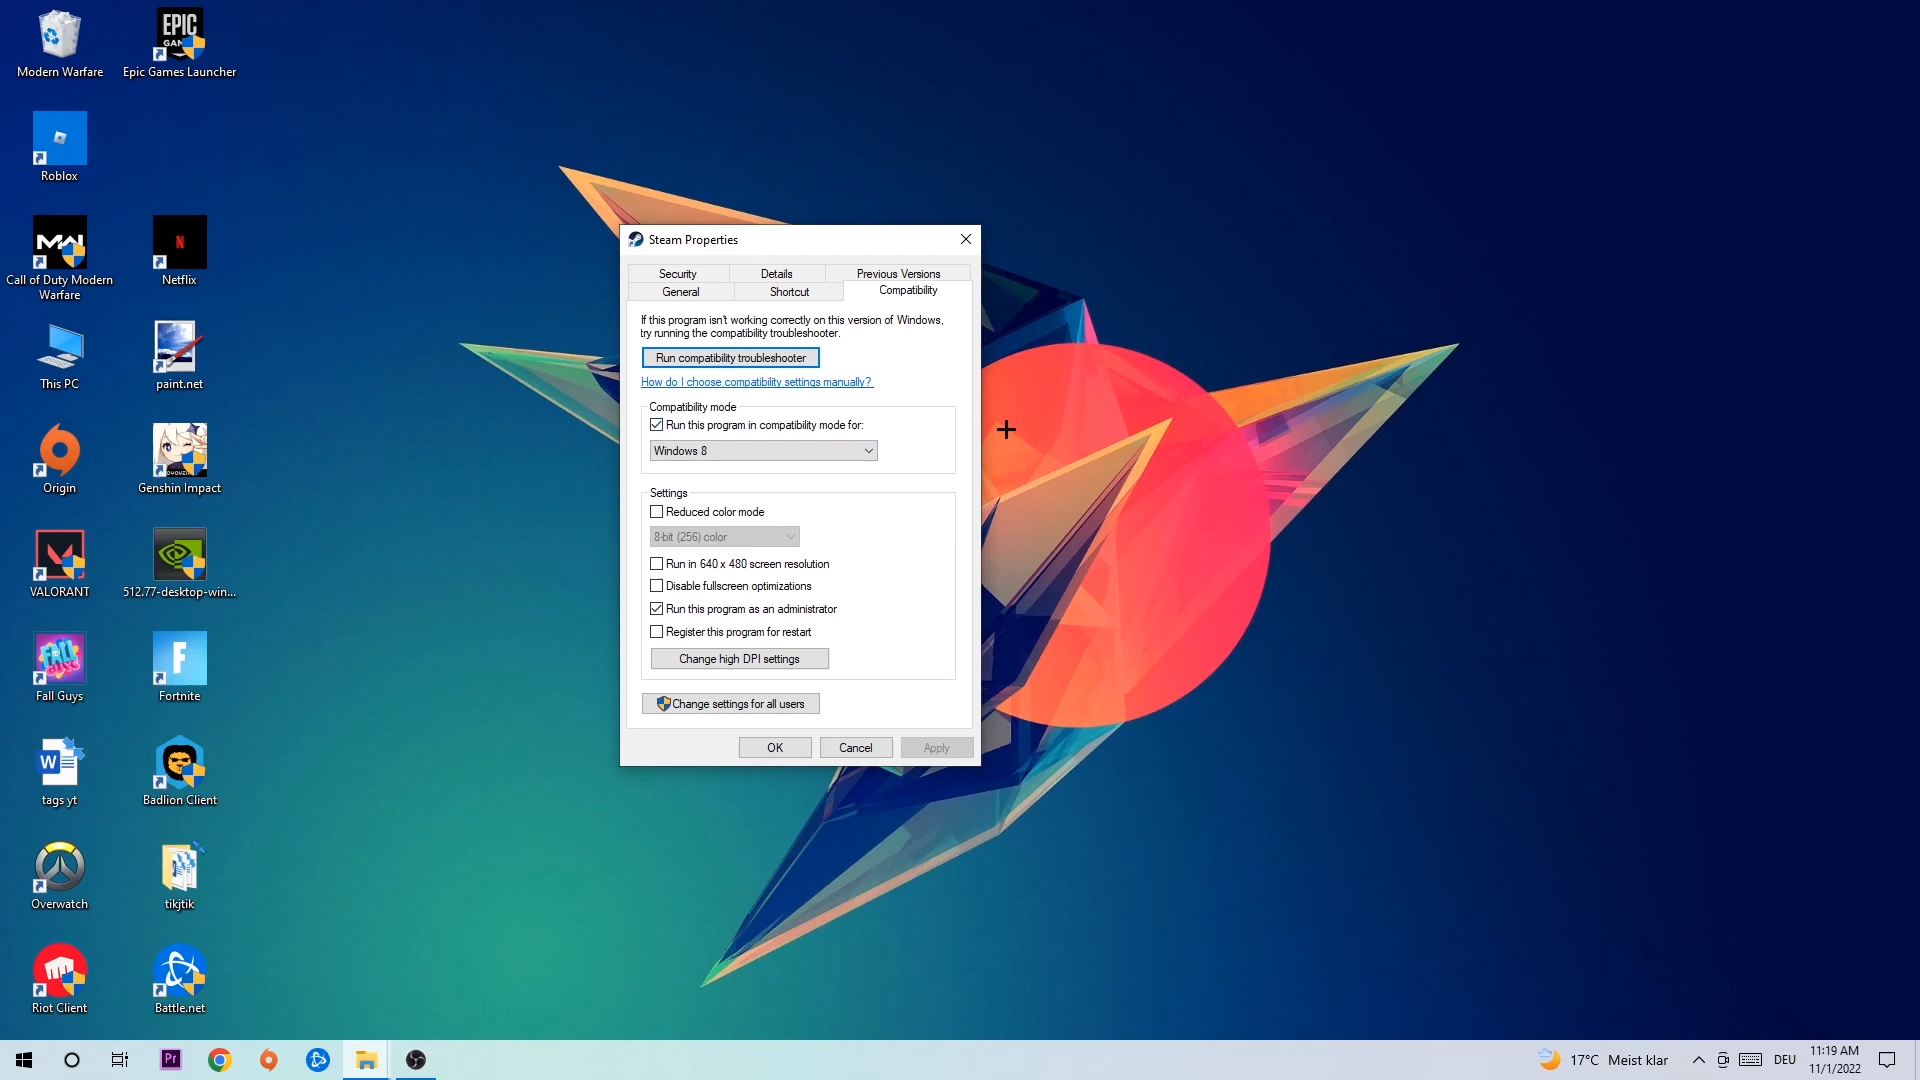 EPIC
GAMES
Modern Warfare
Epic Games Launcher
Roblox
MW
N
Call of Duty Modern
Warfare
Netflix
This PC
paint.net
Origin
Genshin Impact
VALORANT
512.77-desktop-win...
FALL
GUYS
F
Fall Guys
Fortnite
W
tags yt
Badlion Client
Overwatch
tikjtik
Riot Client
Battle.net
Steam Properties
Security
Details
Previous Versions
General
Shortcut
Compatibility
If this program isn't working correctly on this version of Windows,
try running the compatibility troubleshooter.
Run compatibility troubleshooter
How do I choose compatibility settings manually?
Compatibility mode
Run this program in compatibility mode for:
Windows 8
Settings
Reduced color mode
8-bit (256) color
Run in 640 x 480 screen resolution
Disable fullscreen optimizations
Run this program as an administrator
Register this program for restart
Change high DPI settings
Change settings for all users
OK
Cancel
Apply
Pr
17°C Meist klar
DEU
11:19 AM
11/1/2022